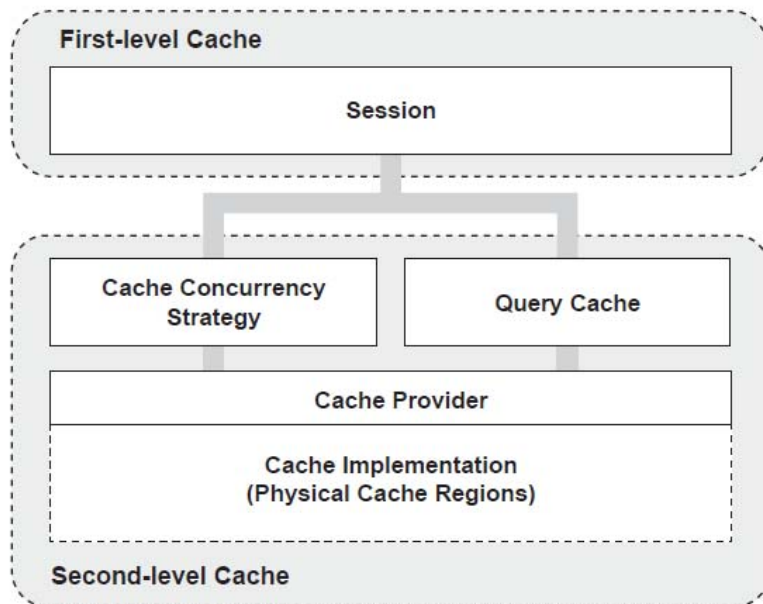 First-level Cache
Session
Cache Concurrency
Strategy
Query Cache
Cache Provider
Cache Implementation
(Physical Cache Regions)
Second-level Cache